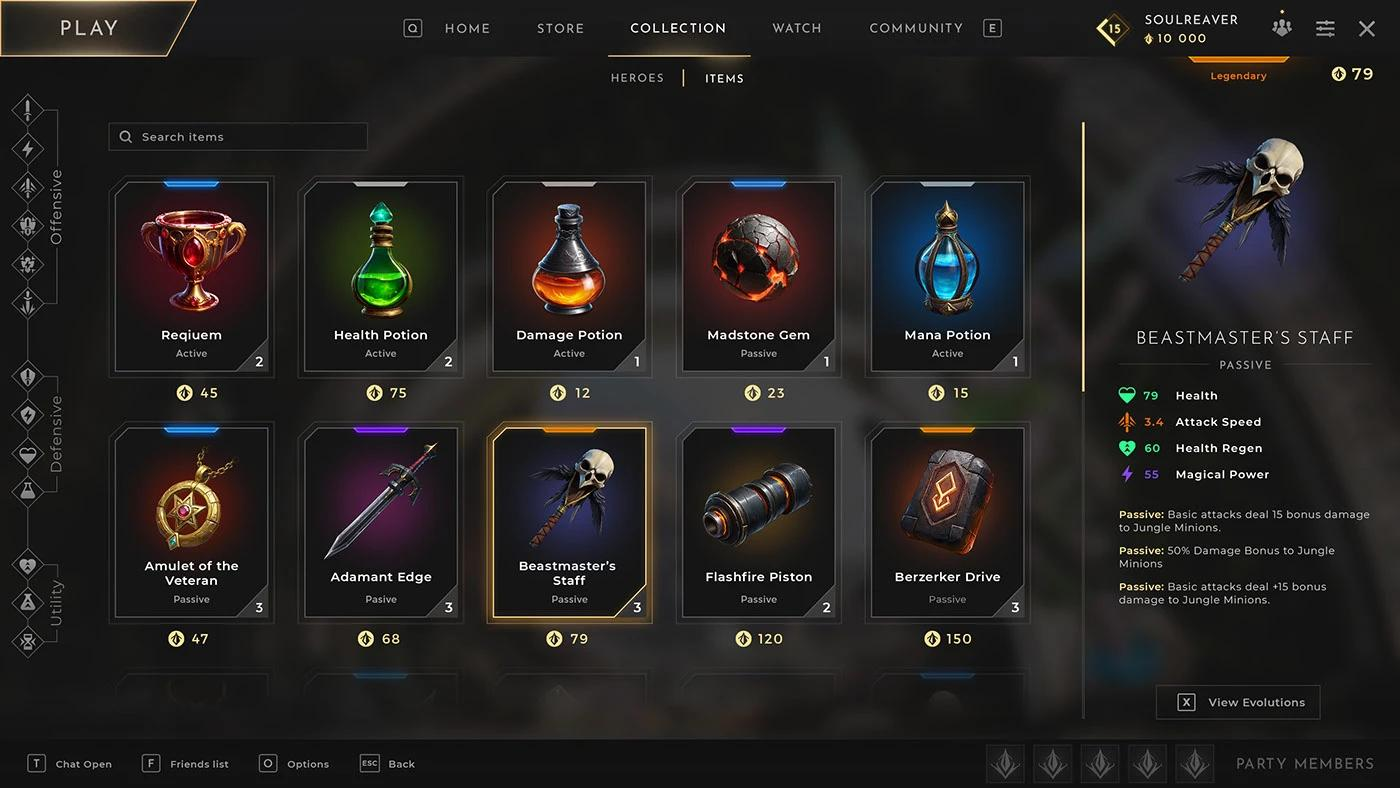 PLAY
Q HOME STORE COLLECTION WATCH COMMUNITY E
15 SOULREAVER
10 000
HEROES ITEMS
Legendary
79
Search items
Offensive
Defensive
Utility
Reqiuem
Active
2
45
Health Potion
Active
2
75
Damage Potion
Active
1
12
Madstone Gem
Passive
1
23
Mana Potion
Active
1
15
Amulet of the
Veteran
Passive
3
47
Adamant Edge
Pasive
3
68
Beastmaster's
Staff
Passive
3
79
Flashfire Piston
Passive
2
120
Berzerker Drive
Passive
3
150
BEASTMASTER'S STAFF
PASSIVE
79 Health
3.4 Attack Speed
60 Health Regen
55 Magical Power
Passive: Basic attacks deal 15 bonus damage
to Jungle Minions.
Passive: 50% Damage Bonus to Jungle
Minions
Passive: Basic attacks deal +15 bonus
damage to Jungle Minions.
X View Evolutions
T Chat Open F Friends list O Options ESC Back
PARTY MEMBERS